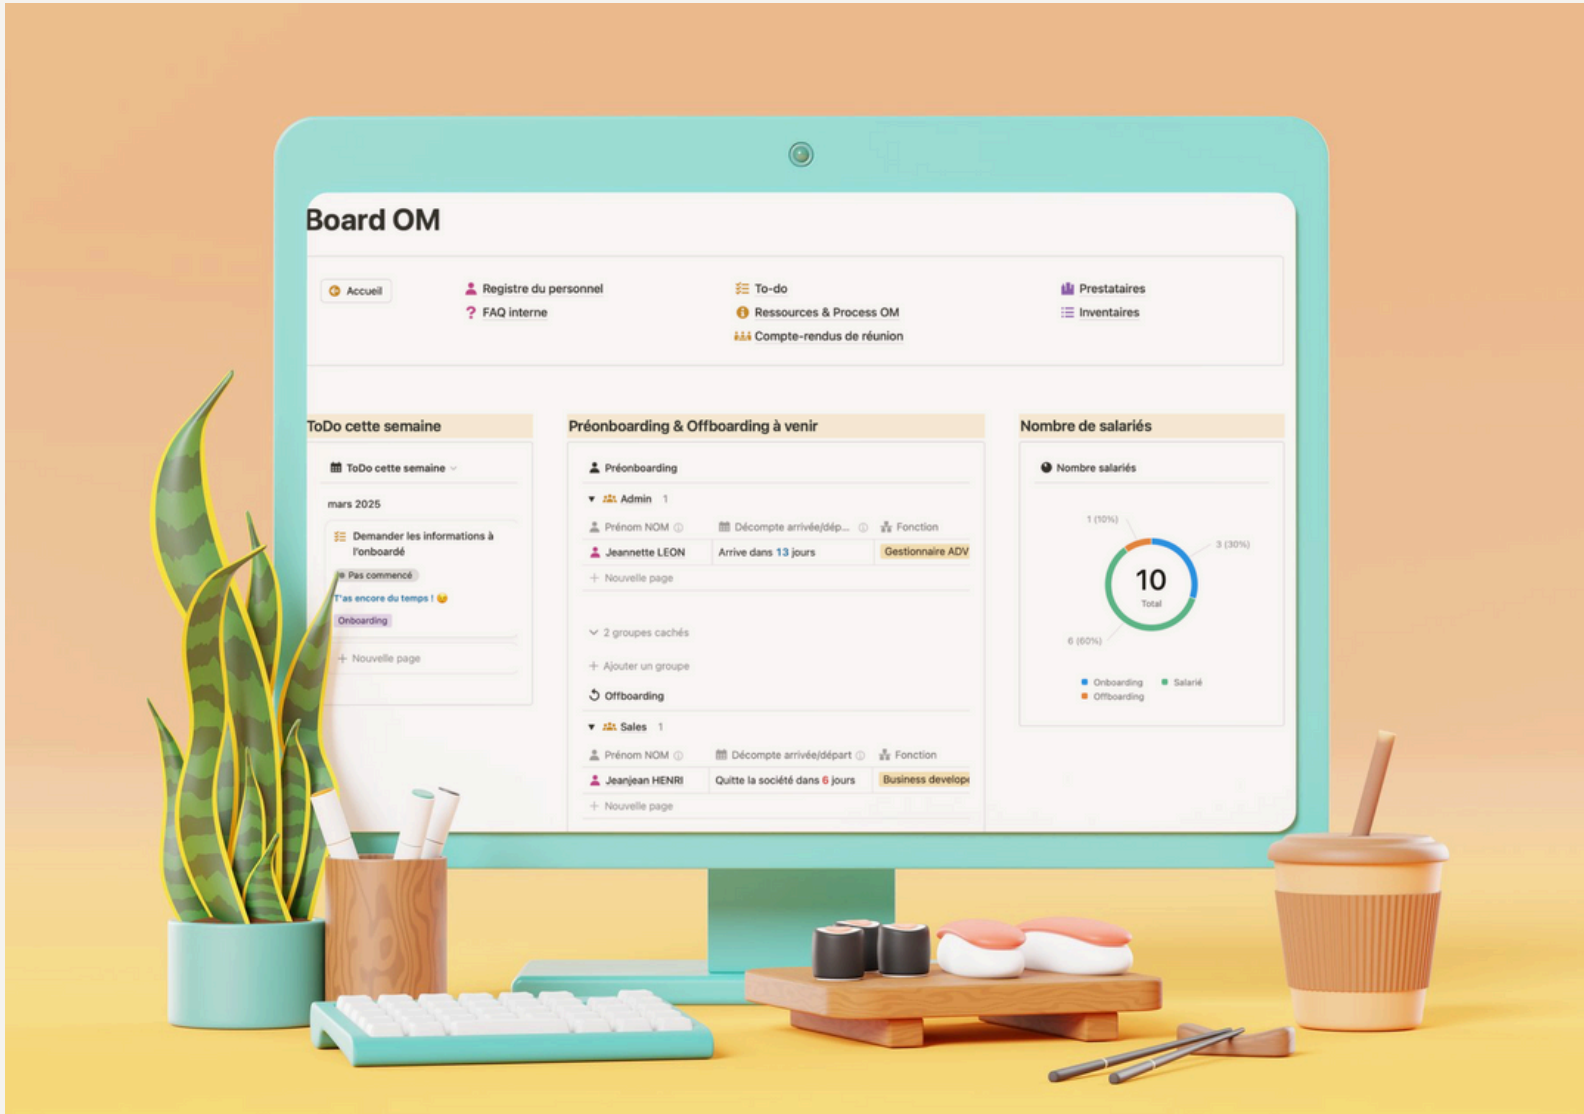 Board OM
Accueil
Registre du personnel
FAQ interne
To-do
Ressources & Process OM
Compte-rendus de réunion
Prestataires
Inventaires
ToDo cette semaine
ToDo cette semaine
mars 2025
Demander les informations à
l'onboardé
Pas commencé
T'as encore du temps ! 😉
Onboarding
+ Nouvelle page
Préonboarding & Offboarding à venir
Préonboarding
Admin 1
Prénom NOM Décompte arrivée/dép... Fonction
Jeannette LEON Arrive dans 13 jours Gestionnaire ADV
+ Nouvelle page
2 groupes cachés
+ Ajouter un groupe
Offboarding
Sales 1
Prénom NOM Décompte arrivée/départ Fonction
Jeanjean HENRI Quitte la société dans 6 jours Business develop
+ Nouvelle page
Nombre de salariés
Nombre salariés
1 (10%)
3 (30%)
10
Total
6 (60%)
Onboarding Salarié
Offboarding